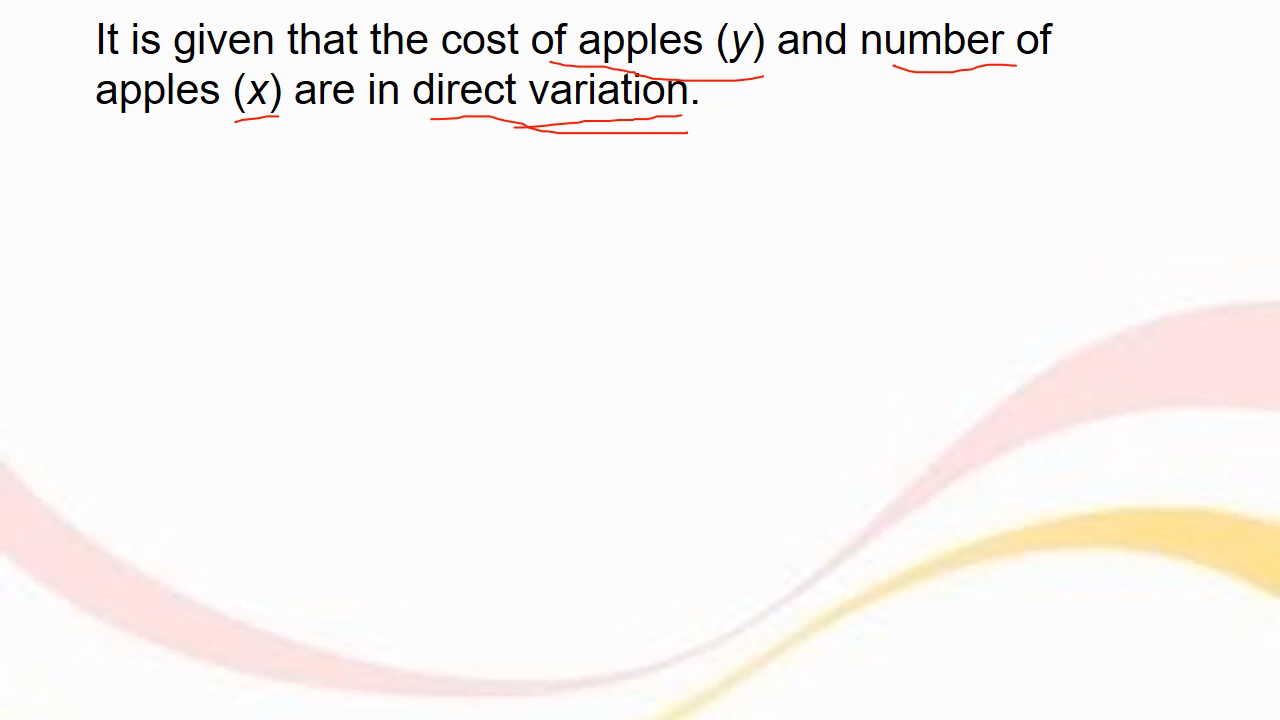 It is given that the cost of apples (y) and number of
apples (x) are in direct variation.